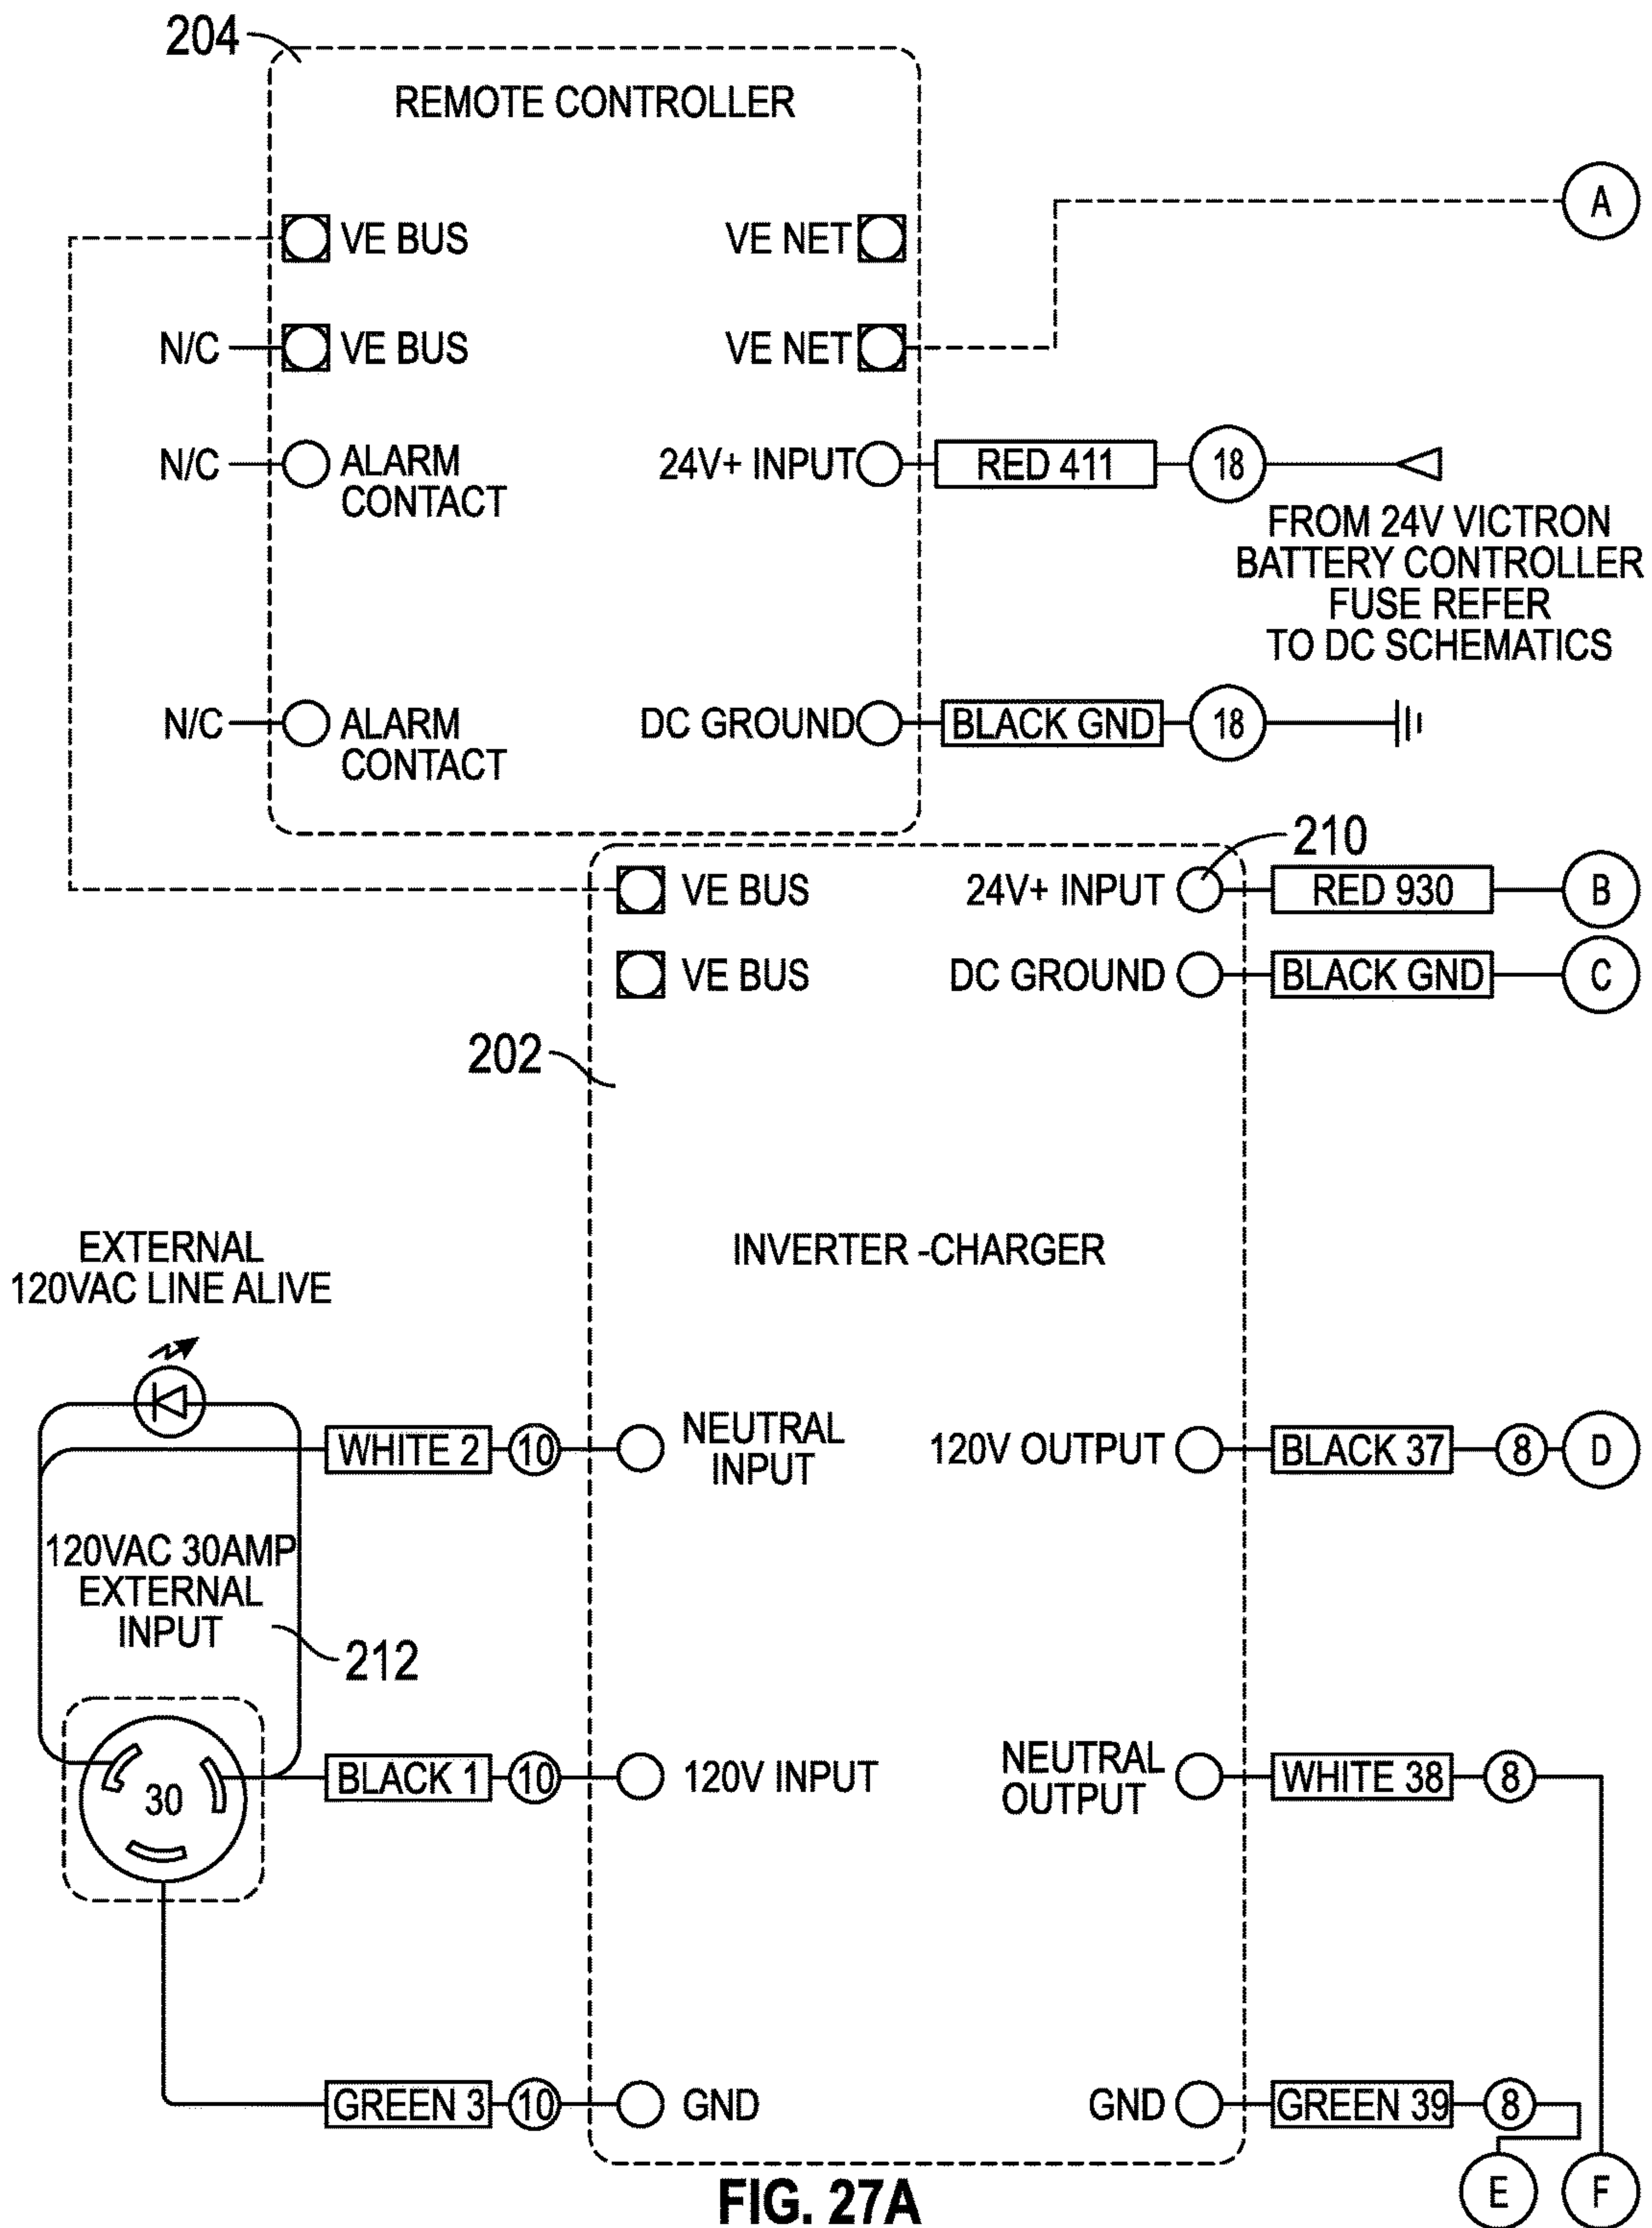 204
REMOTE CONTROLLER
A
VE BUS
VE NET
N/C
VE BUS
VE NET
N/C
ALARM
CONTACT
24V+ INPUT
RED 411
18
FROM 24V VICTRON
BATTERY CONTROLLER
FUSE REFER
TO DC SCHEMATICS
N/C
ALARM
CONTACT
DC GROUND
BLACK GND
18
210
VE BUS
24V+ INPUT
RED 930
B
VE BUS
DC GROUND
BLACK GND
C
202
INVERTER -CHARGER
EXTERNAL
120VAC LINE ALIVE
WHITE 2
10
NEUTRAL
INPUT
120V OUTPUT
BLACK 37
8
D
120VAC 30AMP
EXTERNAL
INPUT
212
30
BLACK 1
10
120V INPUT
NEUTRAL
OUTPUT
WHITE 38
8
GREEN 3
10
GND
GND
GREEN 39
8
E
F
FIG. 27A